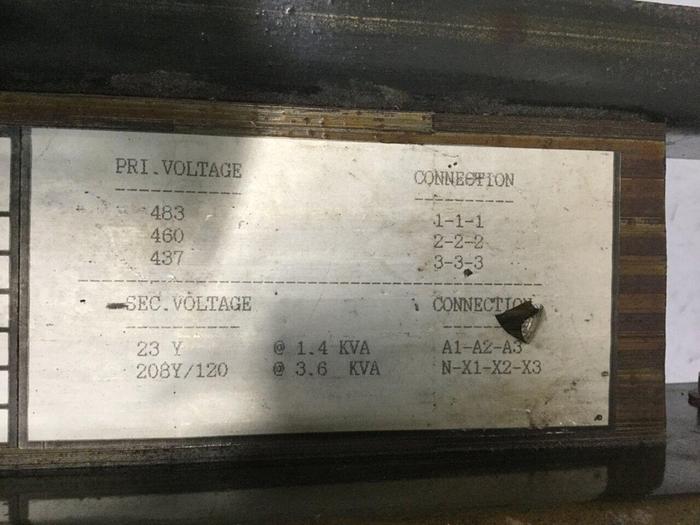 PRI.VOLTAGE CONNECTION
483 1-1-1
460 2-2-2
437 3-3-3
SEC.VOLTAGE CONNECTION
23 Y @ 1.4 KVA A1-A2-A3
208Y/120 @ 3.6 KVA N-X1-X2-X3